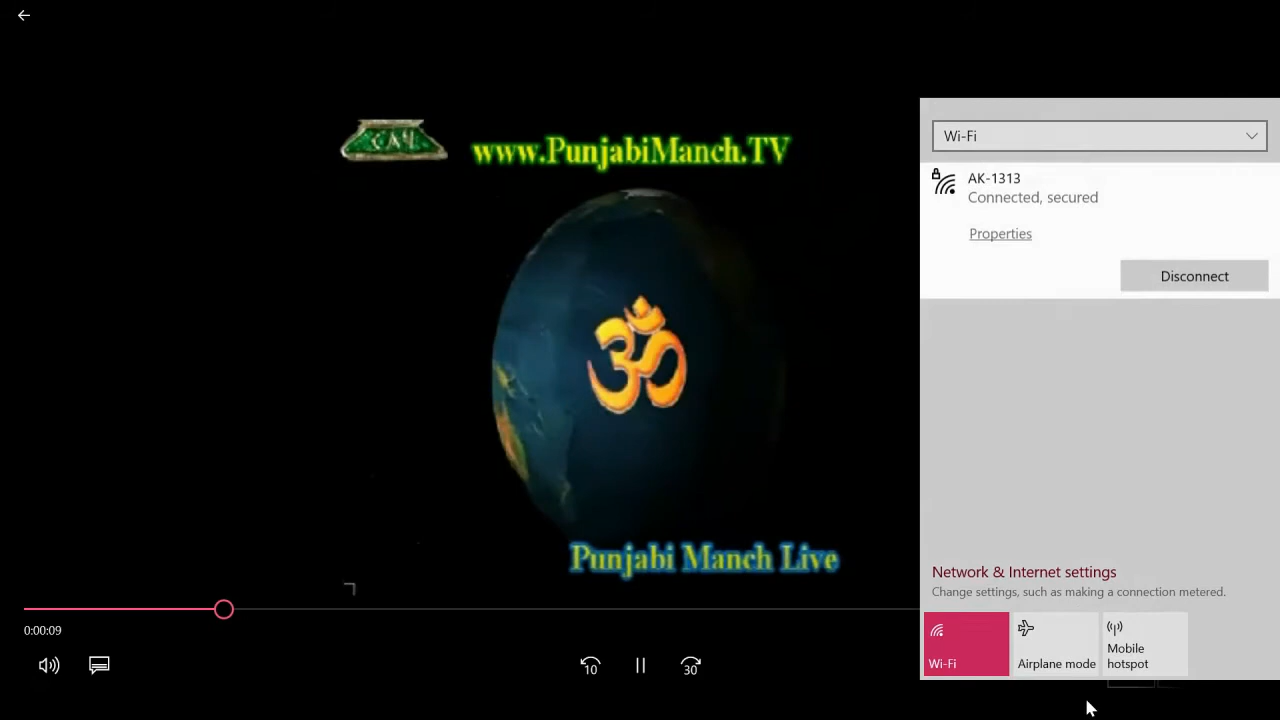 www.PunjabiManch.TV
ॐ
Punjabi Manch Live
0:00:09
10
30
Wi-Fi
AK-1313
Connected, secured
Properties
Disconnect
Network & Internet settings
Change settings, such as making a connection metered.
Wi-Fi
Airplane mode
Mobile
hotspot